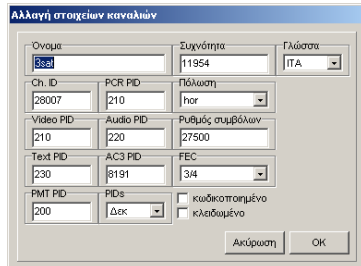 Αλλαγή στοιχείων καναλιών
Όνομα Συχνότητα Γλώσσα
3sat 11954 ITA
Ch. ID PCR PID Πόλωση
28007 210 hor
Video PID Audio PID Ρυθμός συμβόλων
210 220 27500
Text PID AC3 PID FEC
230 8191 3/4
PMT PID PIDs κωδικοποιημένο
200 Δεκ κλειδωμένο
Ακύρωση OK